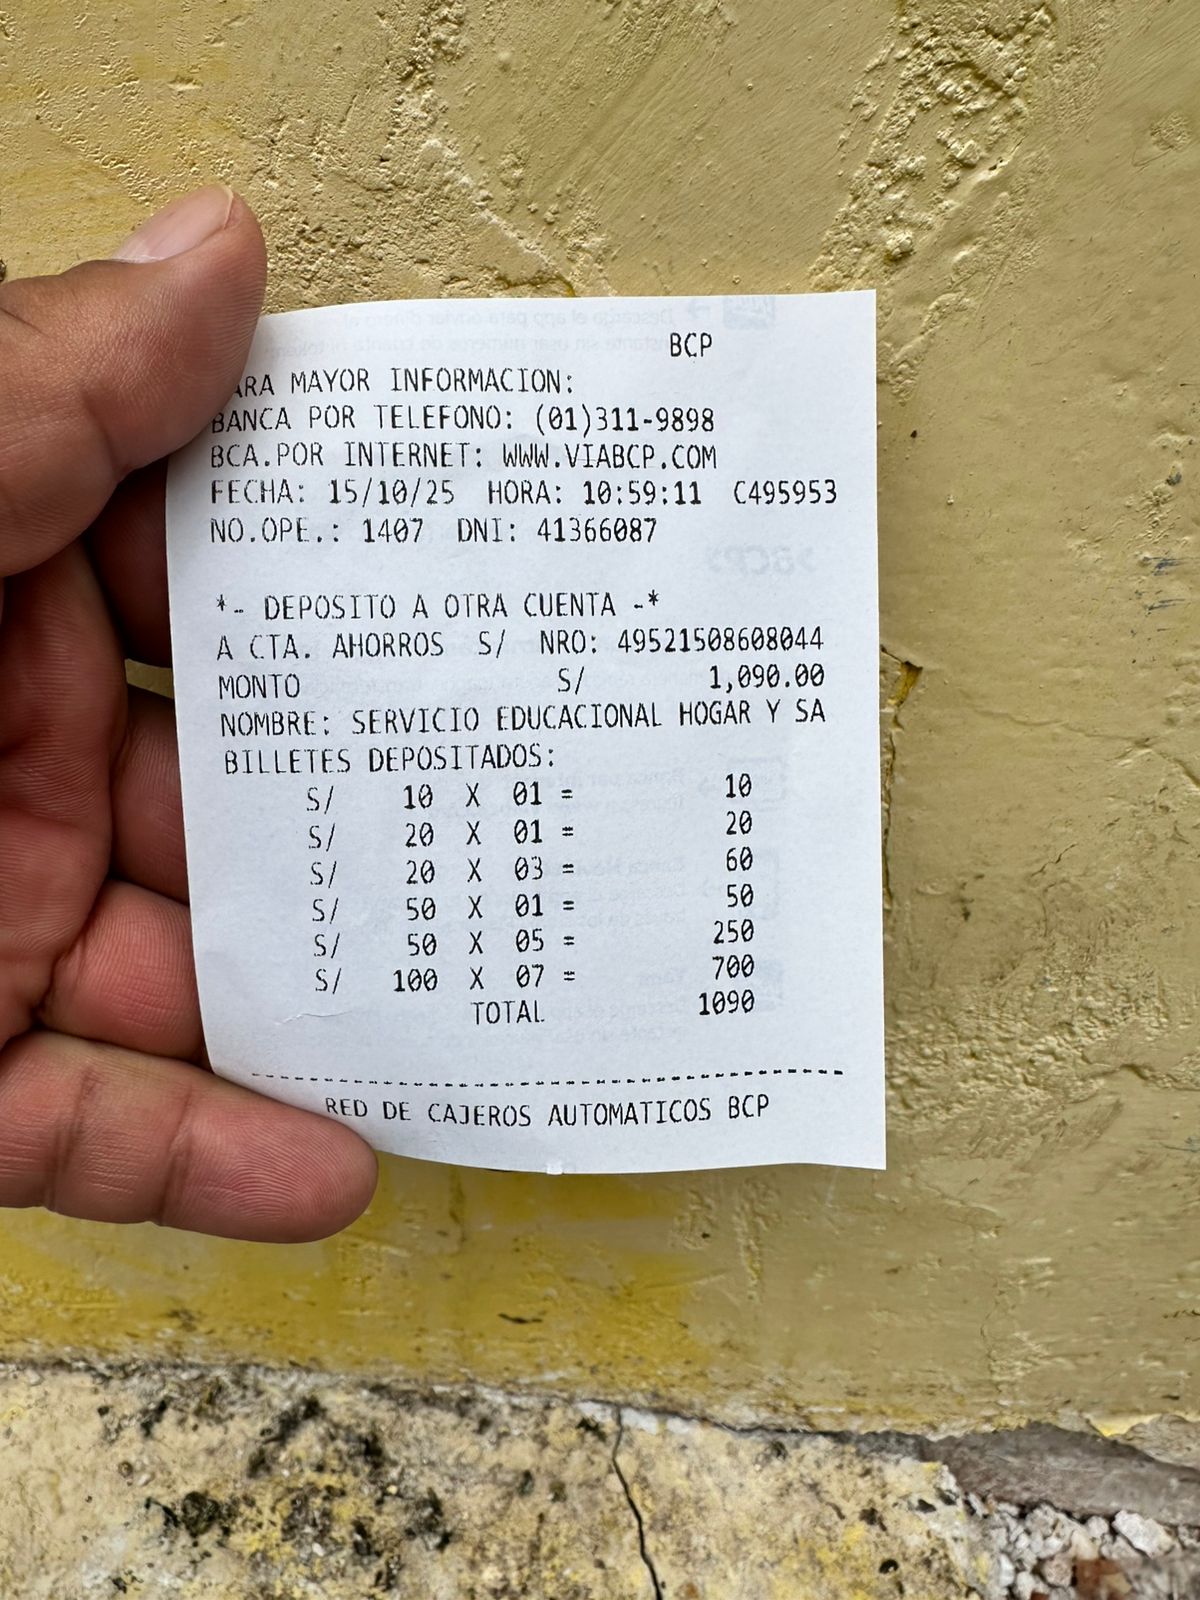 BCP
PARA MAYOR INFORMACION:
BANCA POR TELEFONO: (01)311-9898
BCA.POR INTERNET: WWW.VIABCP.COM
FECHA: 15/10/25 HORA: 10:59:11 C495953
NO.OPE.: 1407 DNI: 41366087
*- DEPOSITO A OTRA CUENTA -*
A CTA. AHORROS S/ NRO: 49521508608044
MONTO S/ 1,090.00
NOMBRE: SERVICIO EDUCACIONAL HOGAR Y SA
BILLETES DEPOSITADOS:
S/ 10 X 01 = 10
S/ 20 X 01 = 20
S/ 20 X 03 = 60
S/ 50 X 01 = 50
S/ 50 X 05 = 250
S/ 100 X 07 = 700
TOTAL 1090
RED DE CAJEROS AUTOMATICOS BCP